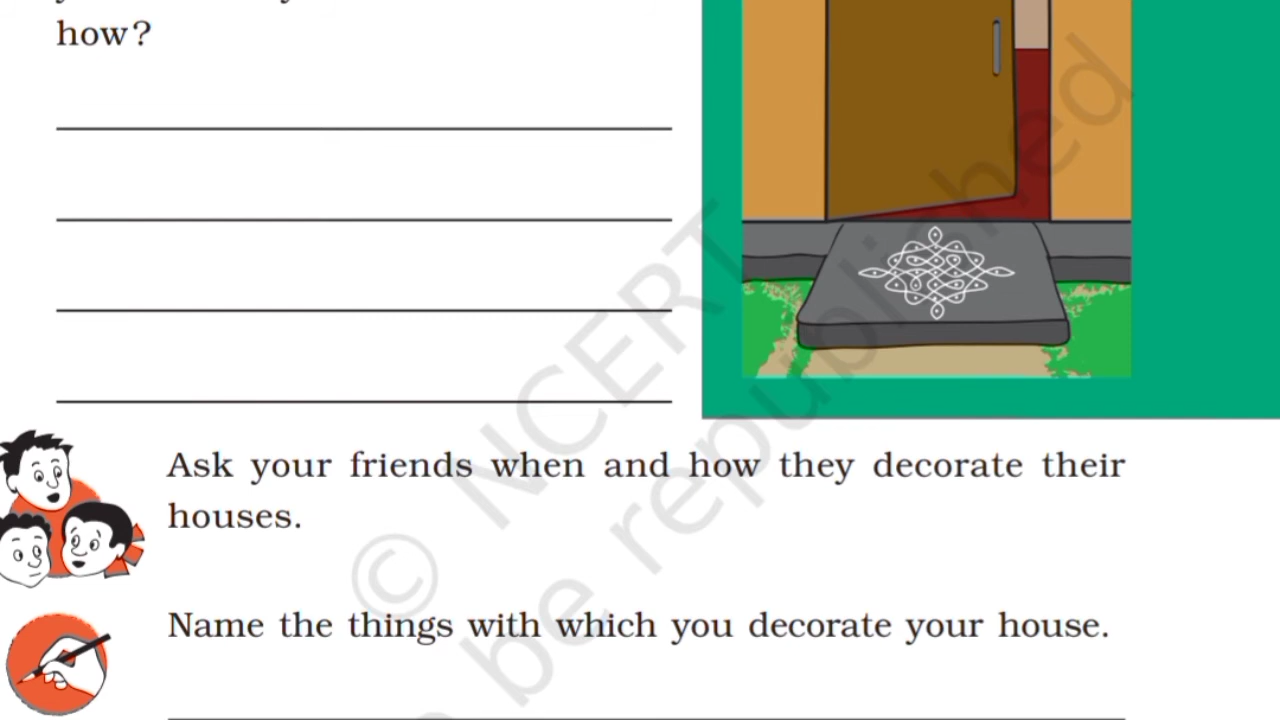 how?
Ask your friends when and how they decorate their
houses.
Name the things with which you decorate your house.
© NCERT
be republished